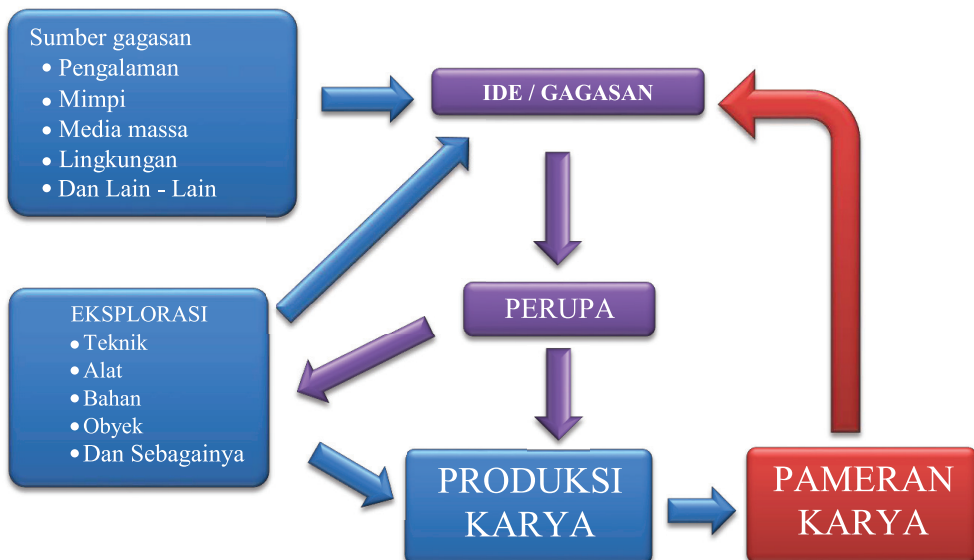 Sumber gagasan
• Pengalaman
• Mimpi
• Media massa
• Lingkungan
• Dan Lain - Lain
IDE / GAGASAN
PERUPA
EKSPLORASI
• Teknik
• Alat
• Bahan
• Obyek
• Dan Sebagainya
PRODUKSI
KARYA
PAMERAN
KARYA